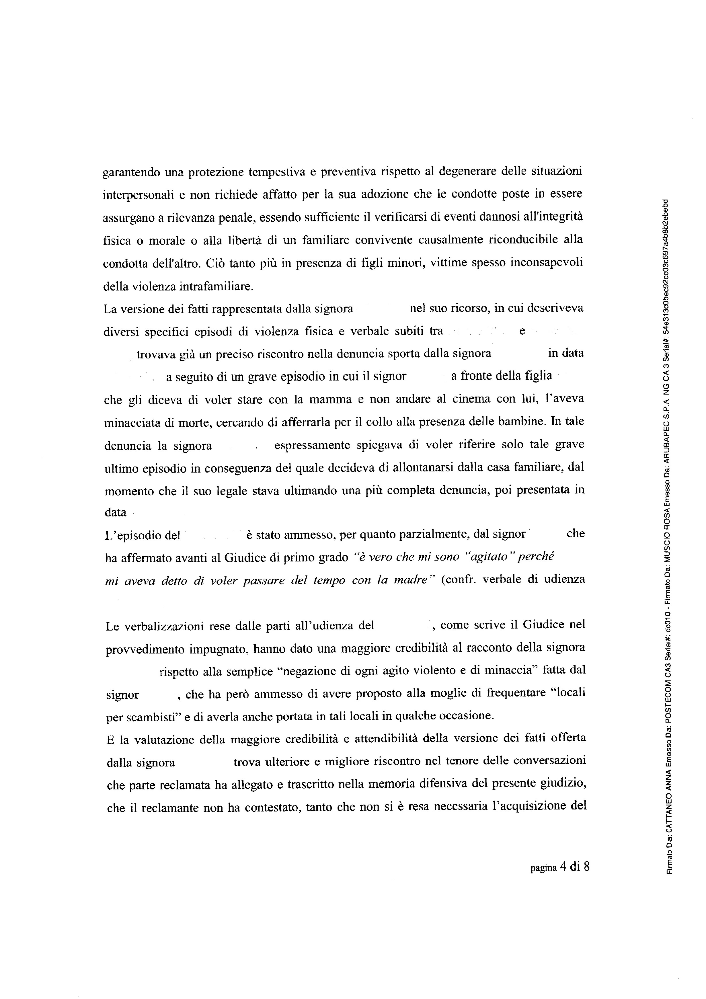 garantendo una protezione tempestiva e preventiva rispetto al degenerare delle situazioni
interpersonali e non richiede affatto per la sua adozione che le condotte poste in essere
assurgano a rilevanza penale, essendo sufficiente il verificarsi di eventi dannosi all'integrità
fisica o morale o alla libertà di un familiare convivente causalmente riconducibile alla
condotta dell'altro. Ciò tanto più in presenza di figli minori, vittime spesso inconsapevoli
della violenza intrafamiliare.
La versione dei fatti rappresentata dalla signora nel suo ricorso, in cui descriveva
diversi specifici episodi di violenza fisica e verbale subiti tra e
trovava già un preciso riscontro nella denuncia sporta dalla signora in data
a seguito di un grave episodio in cui il signor a fronte della figlia
che gli diceva di voler stare con la mamma e non andare al cinema con lui, l'aveva
minacciata di morte, cercando di afferrarla per il collo alla presenza delle bambine. In tale
denuncia la signora espressamente spiegava di voler riferire solo tale grave
ultimo episodio in conseguenza del quale decideva di allontanarsi dalla casa familiare, dal
momento che il suo legale stava ultimando una più completa denuncia, poi presentata in
data
L'episodio del è stato ammesso, per quanto parzialmente, dal signor che
ha affermato avanti al Giudice di primo grado "è vero che mi sono "agitato" perché
mi aveva detto di voler passare del tempo con la madre" (confr. verbale di udienza
Le verbalizzazioni rese dalle parti all'udienza del , come scrive il Giudice nel
provvedimento impugnato, hanno dato una maggiore credibilità al racconto della signora
rispetto alla semplice "negazione di ogni agito violento e di minaccia" fatta dal
signor , che ha però ammesso di avere proposto alla moglie di frequentare "locali
per scambisti" e di averla anche portata in tali locali in qualche occasione.
E la valutazione della maggiore credibilità e attendibilità della versione dei fatti offerta
dalla signora trova ulteriore e migliore riscontro nel tenore delle conversazioni
che parte reclamata ha allegato e trascritto nella memoria difensiva del presente giudizio,
che il reclamante non ha contestato, tanto che non si è resa necessaria l'acquisizione del
pagina 4 di 8
Firmato Da: CATTANEO ANNA Emesso Da: POSTECOM CA3 Serial#: dc010 - Firmato Da: MUSCIO ROSA Emesso Da: ARUBAPEC S.P.A. NG CA 3 Serial#: 54e313c0bec92cc03c697a4b8b2ebebd